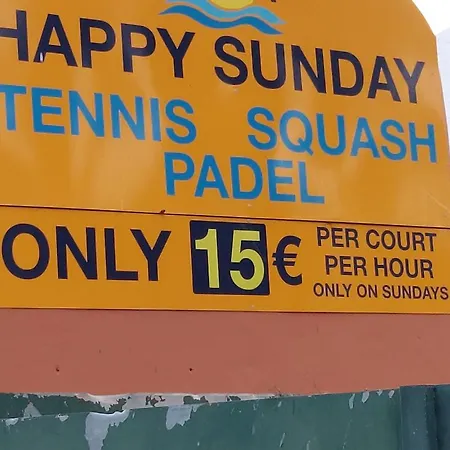 HAPPY SUNDAY
TENNIS SQUASH
PADEL
ONLY 15€
PER COURT
PER HOUR
ONLY ON SUNDAYS